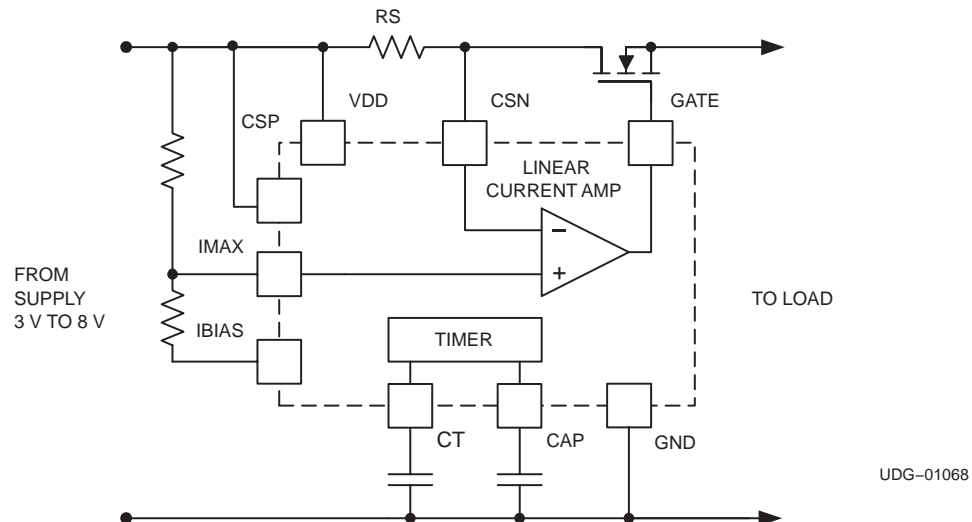 RS
VDD
CSN
GATE
CSP
LINEAR
CURRENT AMP
−
IMAX
+
FROM
SUPPLY
3 V TO 8 V
TO LOAD
IBIAS
TIMER
CT
CAP
GND
UDG−01068